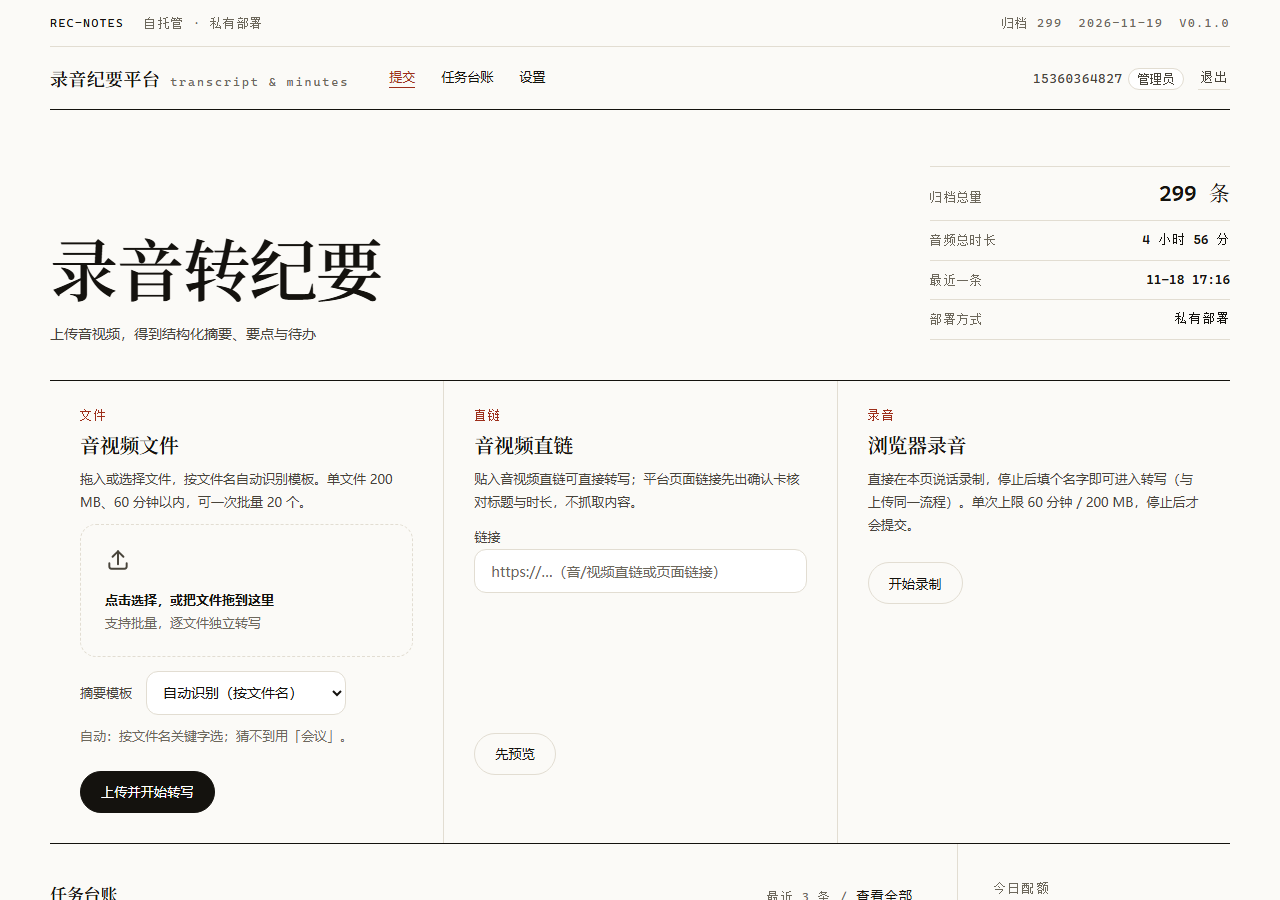 REC-NOTES 自托管 · 私有部署
归档 299 2026-11-19 V0.1.0
录音纪要平台 transcript & minutes 提交 任务台账 设置
15360364827 管理员 退出
录音转纪要
上传音视频，得到结构化摘要、要点与待办
归档总量 299 条
音频总时长 4 小时 56 分
最近一条 11-18 17:16
部署方式 私有部署
文件
音视频文件
拖入或选择文件，按文件名自动识别模板。单文件 200
MB、60 分钟以内，可一次批量 20 个。
点击选择，或把文件拖到这里
支持批量，逐文件独立转写
摘要模板 自动识别（按文件名）
自动：按文件名关键字选；猜不到用「会议」。
上传并开始转写
直链
音视频直链
贴入音视频直链可直接转写；平台页面链接先出确认卡核
对标题与时长，不抓取内容。
链接
https://...（音/视频直链或页面链接）
先预览
录音
浏览器录音
直接在本页说话录制，停止后填个名字即可进入转写（与
上传同一流程）。单次上限 60 分钟 / 200 MB，停止后才
会提交。
开始录制
任务台账
最近 3 条 / 查看全部
今日配额